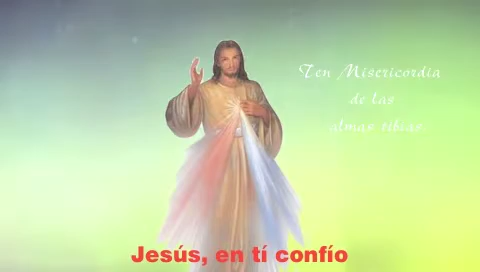 Ten Misericordia
de las
almas tibias.
Jesús, en tí confío